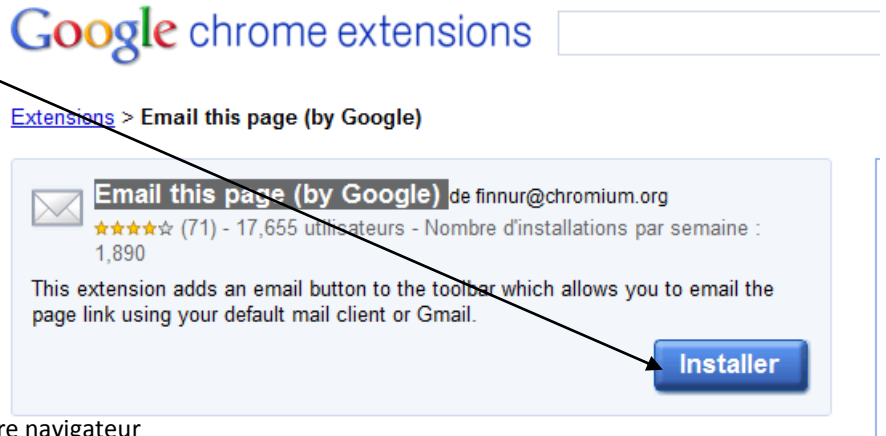 Google chrome extensions
Extensions > Email this page (by Google)
Email this page (by Google) de finnur@chromium.org
(71) - 17,655 utilisateurs - Nombre d'installations par semaine :
1,890
This extension adds an email button to the toolbar which allows you to email the
page link using your default mail client or Gmail.
Installer
re navigateur